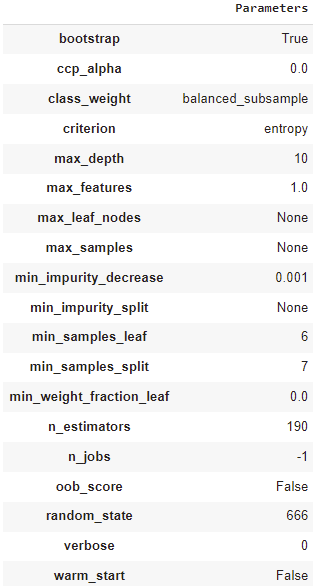 Parameters
bootstrap True
ccp_alpha 0.0
class_weight balanced_subsample
criterion entropy
max_depth 10
max_features 1.0
max_leaf_nodes None
max_samples None
min_impurity_decrease 0.001
min_impurity_split None
min_samples_leaf 6
min_samples_split 7
min_weight_fraction_leaf 0.0
n_estimators 190
n_jobs -1
oob_score False
random_state 666
verbose 0
warm_start False